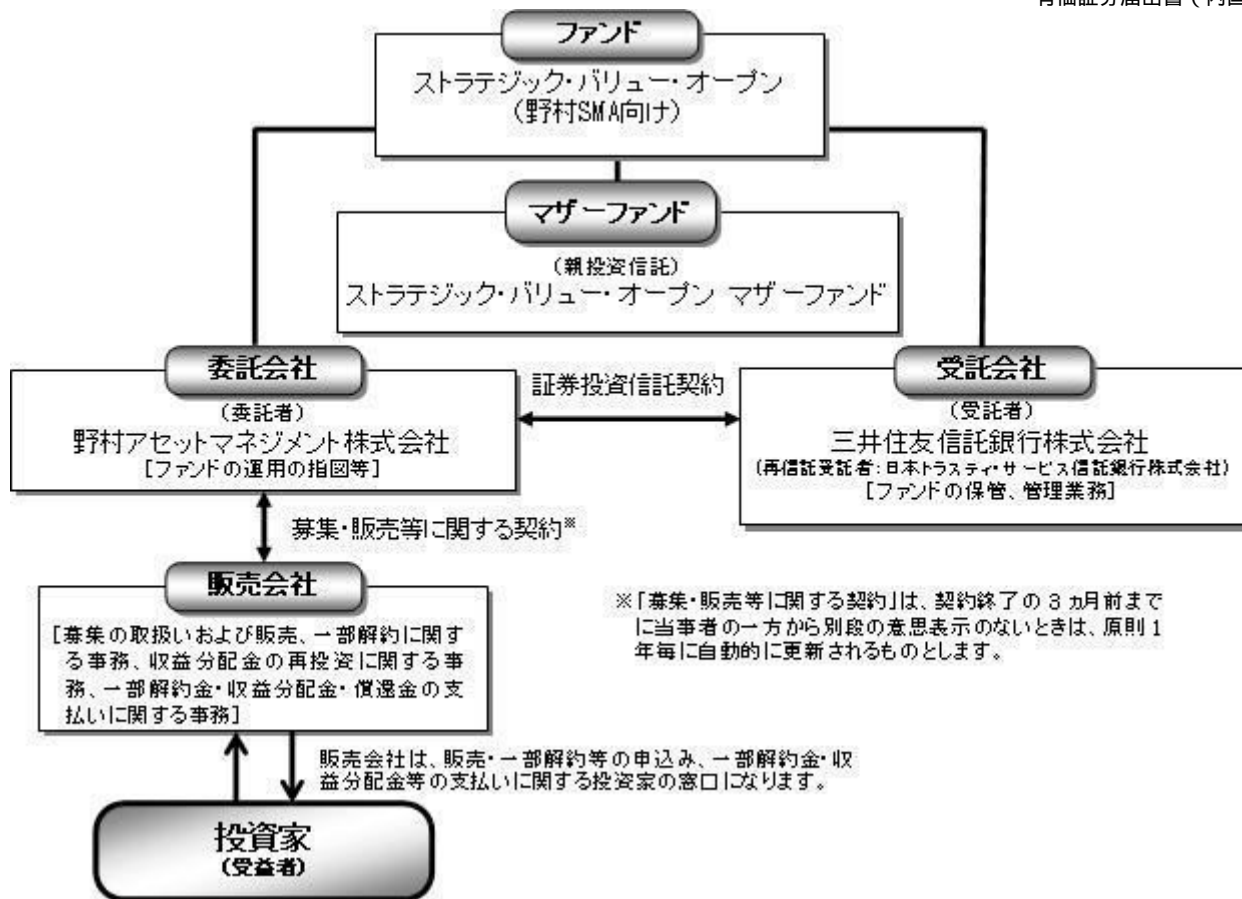 有価証券届出書(内国
ファンド
ストラテジック・バリュー・オープン
(野村SMA向け)
マザーファンド
(親投資信託)
ストラテジック・バリュー・オープン マザーファンド
委託会社
(委託者)
野村アセットマネジメント株式会社
[ファンドの運用の指図等]
証券投資信託契約
受託会社
(受託者)
三井住友信託銀行株式会社
(再信託受託者:日本トラスティ・サービス信託銀行株式会社)
[ファンドの保管、管理業務]
募集・販売等に関する契約※
販売会社
[募集の取扱いおよび販売、一部解約に関す
る事務、収益分配金の再投資に関する事
務、一部解約金・収益分配金・償還金の支
払いに関する事務]
※「募集・販売等に関する契約」は、契約終了の3ヵ月前まで
に当事者の一方から別段の意思表示のないときは、原則1
年毎に自動的に更新されるものとします。
販売会社は、販売・一部解約等の申込み、一部解約金・収
益分配金等の支払いに関する投資家の窓口になります。
投資家
(受益者)